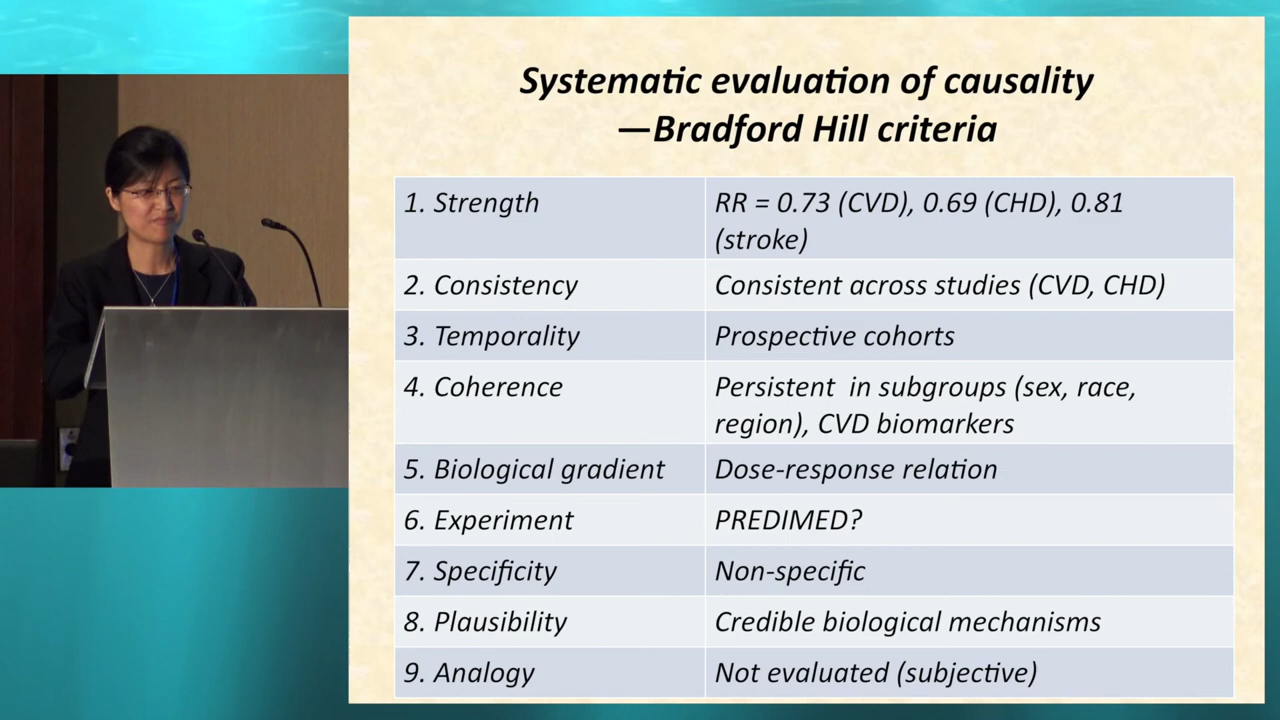 Systematic evaluation of causality
—Bradford Hill criteria
1. Strength
RR = 0.73 (CVD), 0.69 (CHD), 0.81
(stroke)
2. Consistency
Consistent across studies (CVD, CHD)
3. Temporality
Prospective cohorts
4. Coherence
Persistent in subgroups (sex, race,
region), CVD biomarkers
5. Biological gradient
Dose-response relation
6. Experiment
PREDIMED?
7. Specificity
Non-specific
8. Plausibility
Credible biological mechanisms
9. Analogy
Not evaluated (subjective)